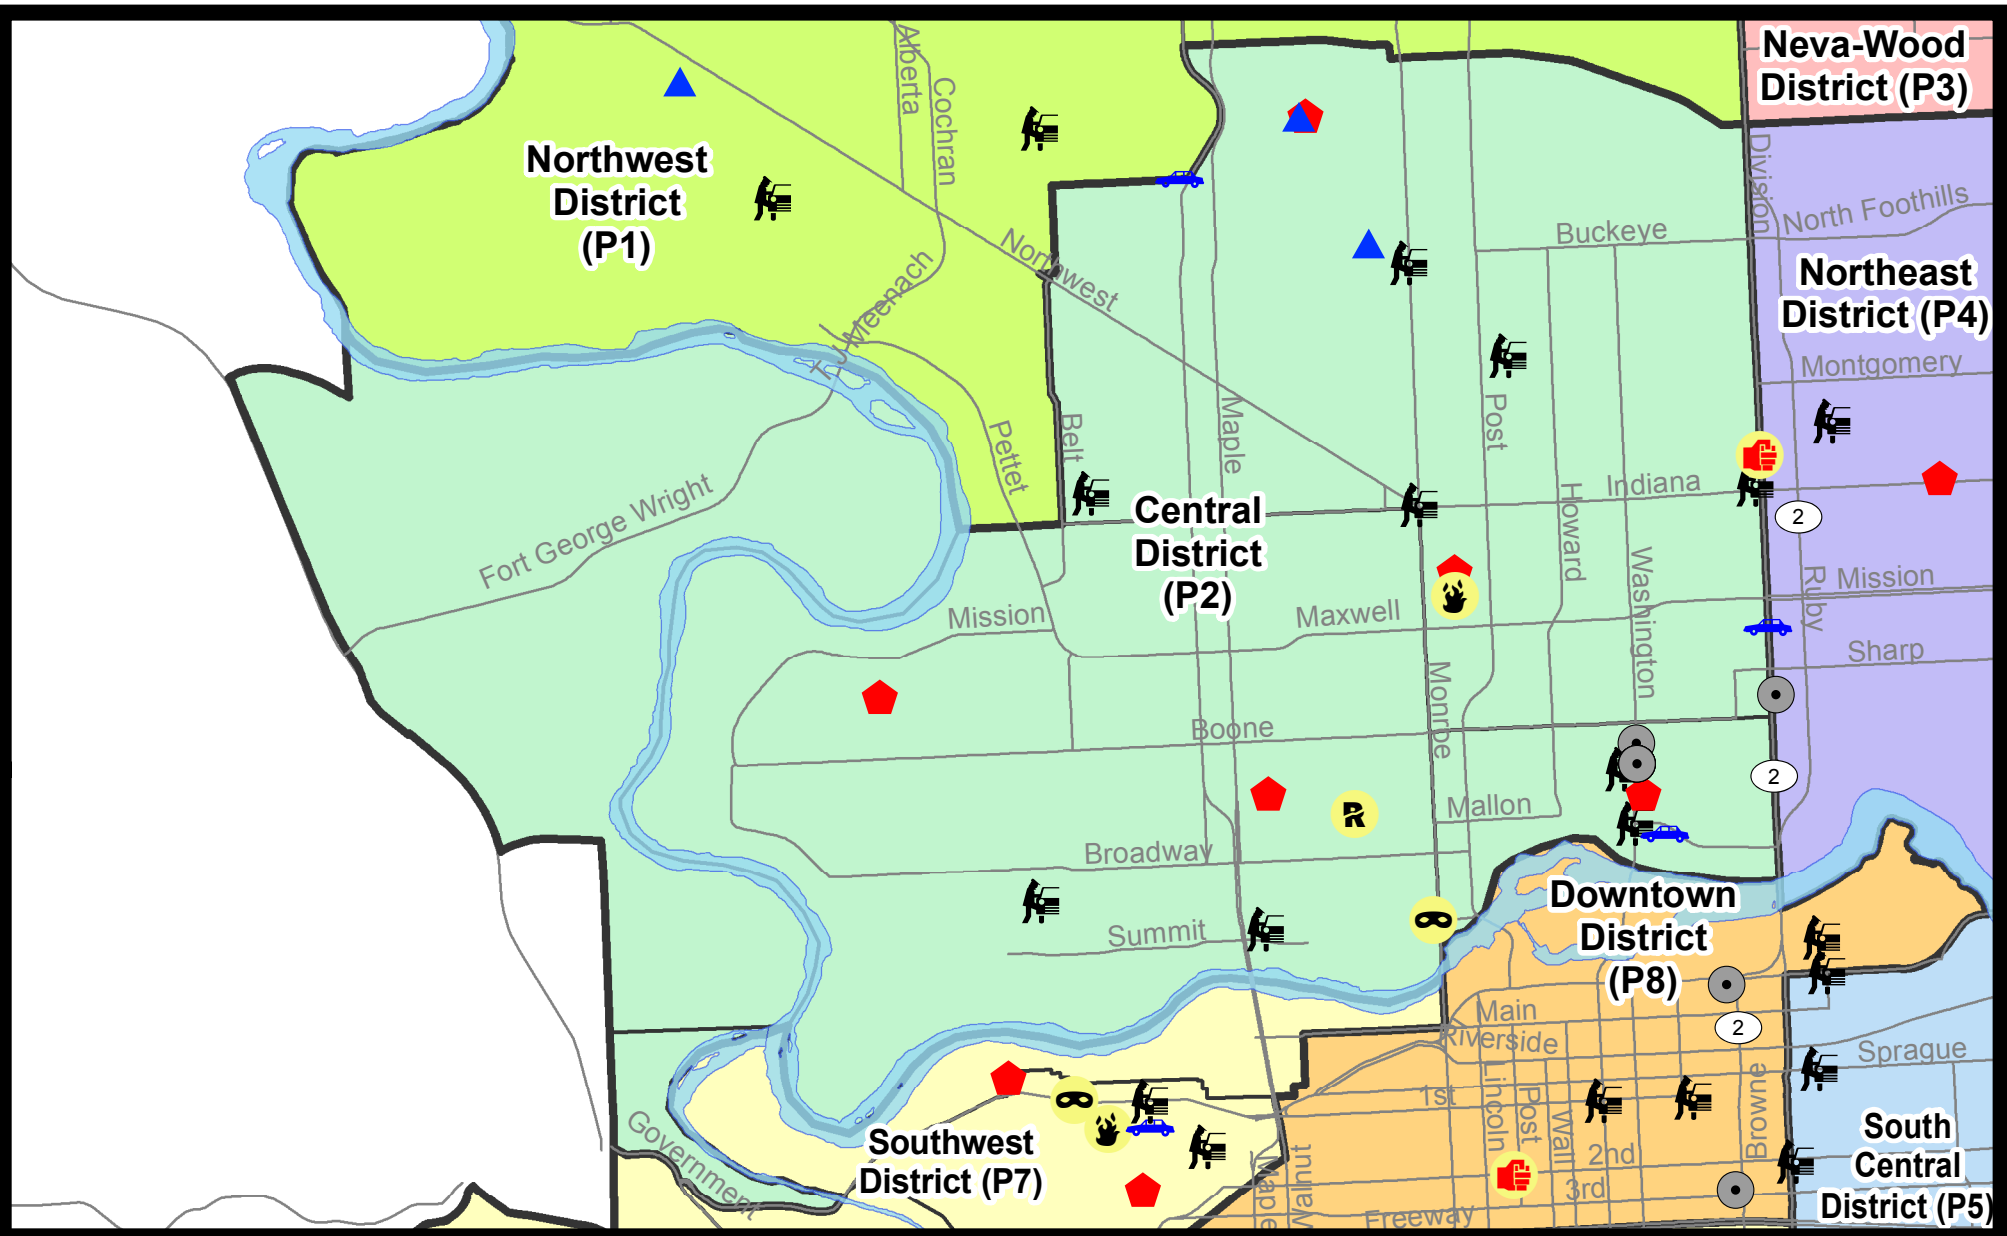 Neva-Wood
District (P3)
Alberta
Cochran
Northwest
District
(P1)
Division
North Foothills
Buckeye
Northwest
Northeast
District (P4)
T J Meenach
Montgomery
Belt
Maple
Post
Pettet
Indiana
Howard
Fort George Wright
Central
District
(P2)
2
Washington
Ruby
Mission
Mission
Maxwell
Sharp
Monroe
Boone
2
Mallon
Broadway
Downtown
District
(P8)
Summit
Main
2
Riverside
Sprague
Lincoln
1st
Post
Wall
Browne
Government
Southwest
District (P7)
South
Central
District (P5)
2nd
Maple
Walnut
3rd
Freeway
R